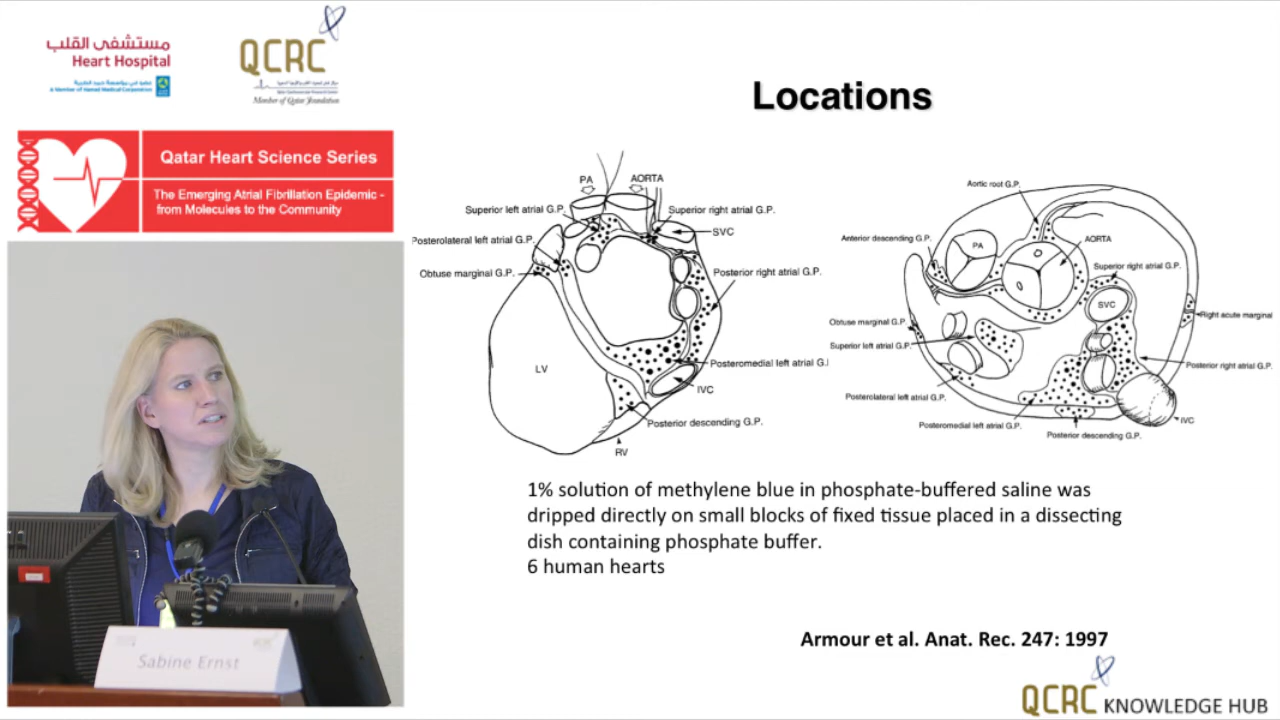 مستشفى القلب
Heart Hospital
A Member of Hamad Medical Corporation
QCRC
Member of Qatar Foundation
Qatar Heart Science Series
The Emerging Atrial Fibrillation Epidemic -
from Molecules to the Community
Sabine Ernst
Locations
PA
AORTA
Superior left atrial G.P.
Superior right atrial G.P.
SVC
Posterolateral left atrial G.P.
Obtuse marginal G.P.
Posterior right atrial G.P.
LV
Posteromedial left atrial G.I
IVC
Posterior descending G.P.
RV
Aortic root G.P.
Anterior descending G.P.
PA
AORTA
Superior right atrial G.P.
SVC
Obtuse marginal G.P.
Right acute marginal
Superior left atrial G.P.
Posterior right atrial G.P.
Posterolateral left atrial G.P.
Posteromedial left atrial G.P.
IVC
Posterior descending G.P.
1% solution of methylene blue in phosphate-buffered saline was
dripped directly on small blocks of fixed tissue placed in a dissecting
dish containing phosphate buffer.
6 human hearts
Armour et al. Anat. Rec. 247: 1997
QCRC KNOWLEDGE HUB